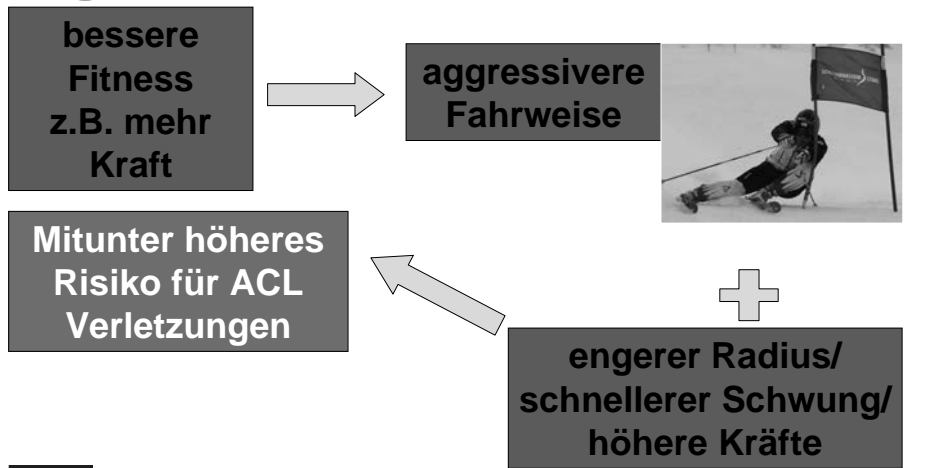 bessere
Fitness
z.B. mehr
Kraft
aggressivere
Fahrweise
Mitunter höheres
Risiko für ACL
Verletzungen
engerer Radius/
schnellerer Schwung/
höhere Kräfte